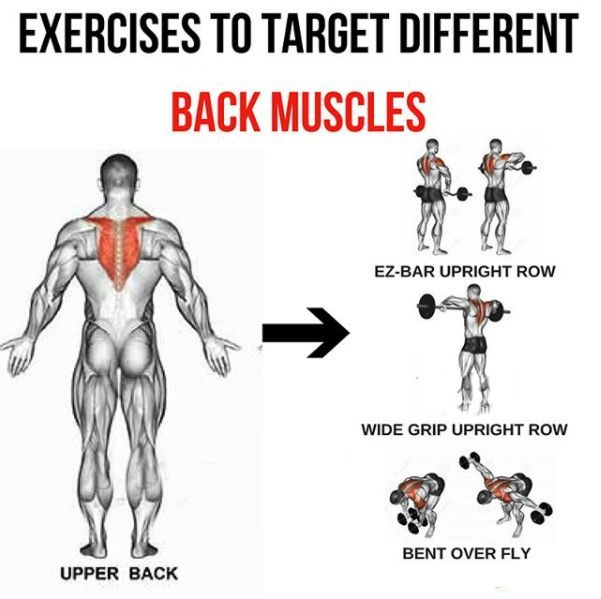 EXERCISES TO TARGET DIFFERENT
BACK MUSCLES
EZ-BAR UPRIGHT ROW
WIDE GRIP UPRIGHT ROW
BENT OVER FLY
UPPER BACK